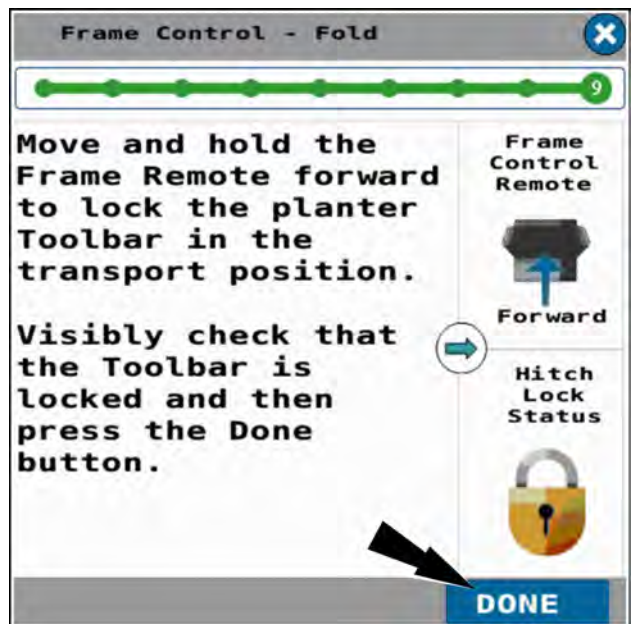 Frame Control - Fold
9
Move and hold the
Frame Remote forward
to lock the planter
Toolbar in the
transport position.
Visibly check that
the Toolbar is
locked and then
press the Done
button.
Frame
Control
Remote
Forward
Hitch
Lock
Status
DONE